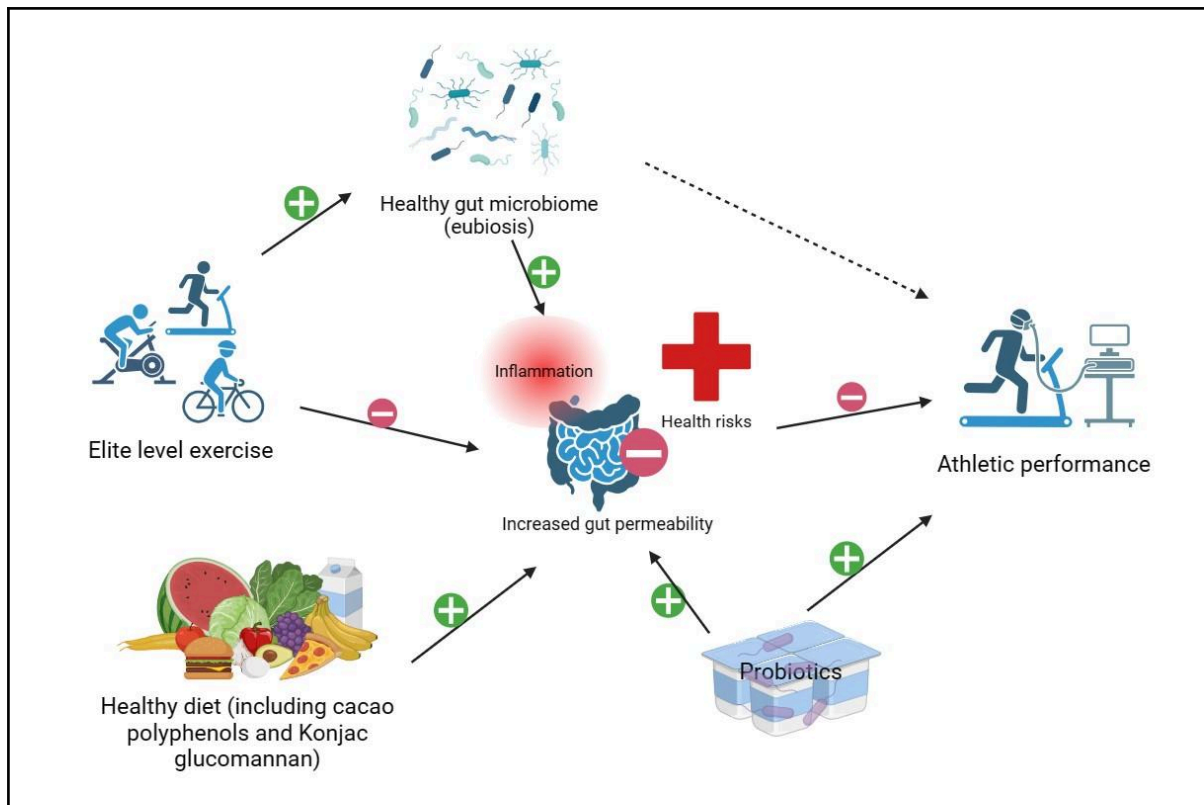 Healthy gut microbiome
(eubiosis)
Inflammation
Health risks
Elite level exercise
Athletic performance
Increased gut permeability
Probiotics
Healthy diet (including cacao
polyphenols and Konjac
glucomannan)